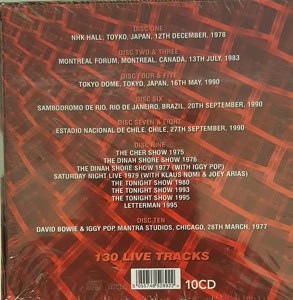 DISC ONE
NHK HALL, TOYKO, JAPAN, 12TH DECEMBER, 1978
DISC TWO & THREE
MONTREAL FORUM, MONTREAL, CANADA, 13TH JULY, 1983
DISC FOUR & FIVE
TOKYO DOME, TOKYO, JAPAN, 16TH MAY, 1990
DISC SIX
SAMBODROMO DE RIO, RIO DE JANEIRO, BRAZIL, 20TH SEPTEMBER, 1990
DISC SEVEN & EIGHT
ESTADIO NACIONAL DE CHILE, CHILE, 27TH SEPTEMBER, 1990
DISC NINE
THE CHER SHOW 1975
THE DINAH SHORE SHOW 1976
THE DINAH SHORE SHOW 1977 (WITH IGGY POP)
SATURDAY NIGHT LIVE 1979 (WITH KLAUS NOMI & JOEY ARIAS)
THE TONIGHT SHOW 1980
THE TONIGHT SHOW 1993
THE TONIGHT SHOW 1995
LETTERMAN 1995
DISC TEN
DAVID BOWIE & IGGY POP, MANTRA STUDIOS, CHICAGO, 28TH MARCH, 1977
130 LIVE TRACKS
10CD